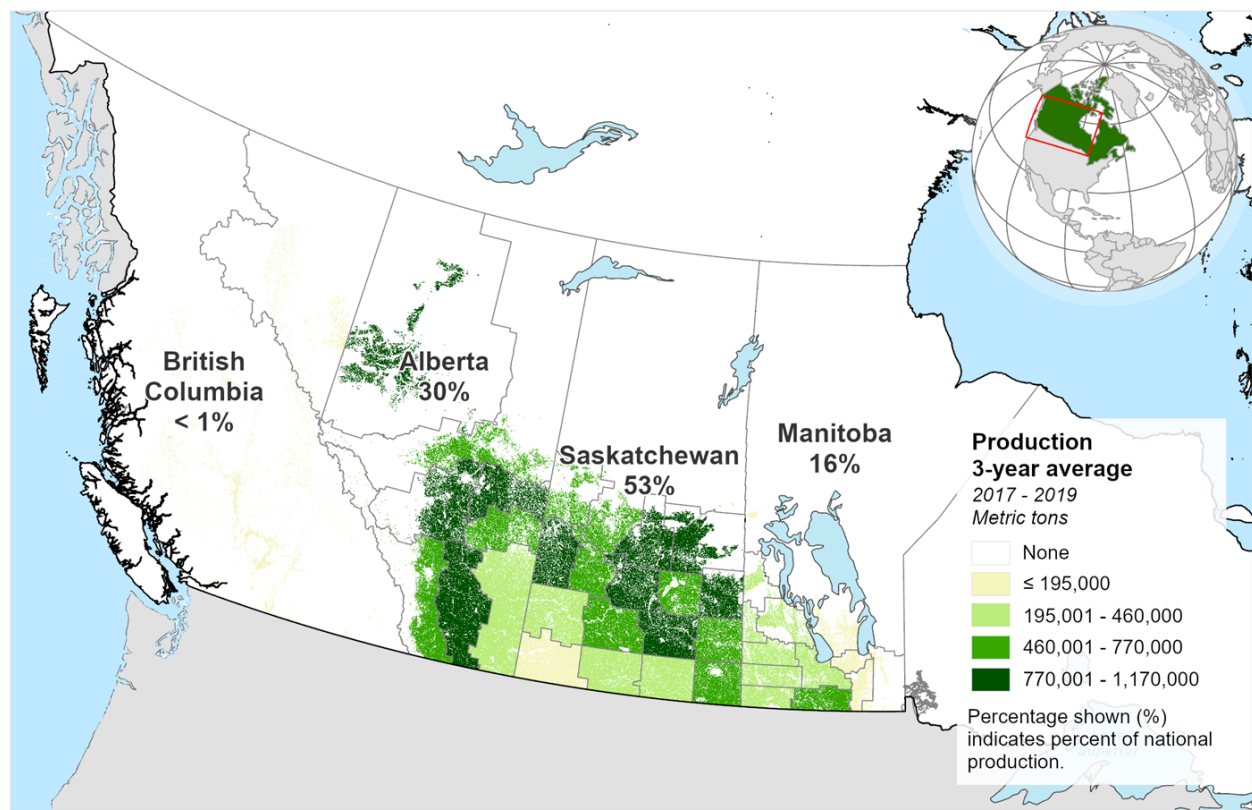 British
Columbia
< 1%
Alberta
30%
Saskatchewan
53%
Manitoba
16%
Production
3-year average
2017 - 2019
Metric tons
None
≤ 195,000
195,001 - 460,000
460,001 - 770,000
770,001 - 1,170,000
Percentage shown (%)
indicates percent of national
production.
Superior